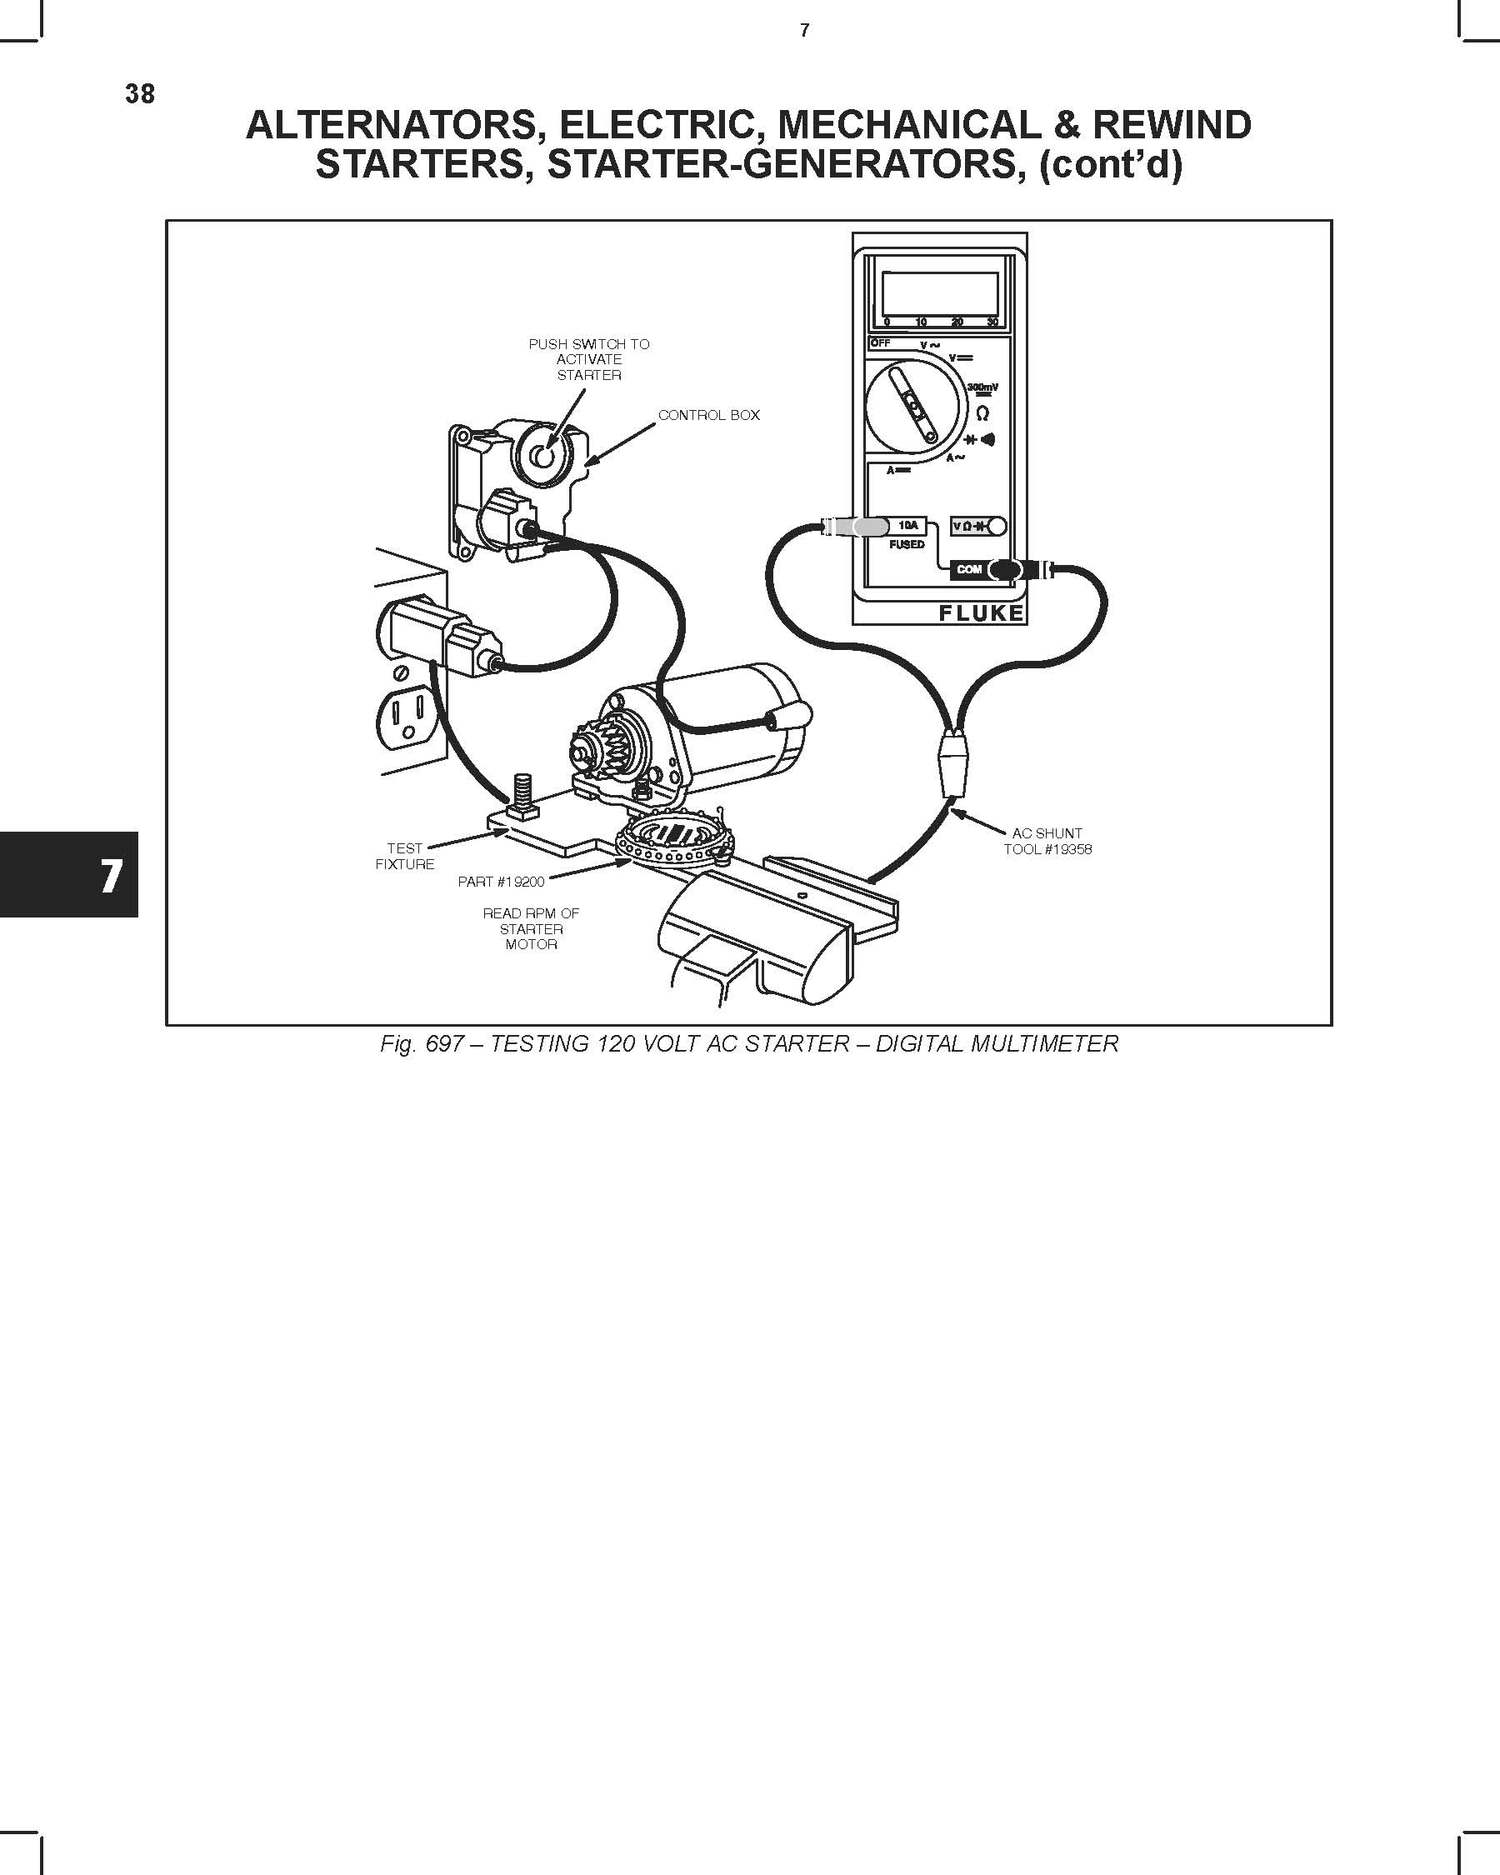 7
38
ALTERNATORS, ELECTRIC, MECHANICAL & REWIND
STARTERS, STARTER-GENERATORS, (cont’d)
0 10 20 30
OFF
V~
V
300mV
Ω
A~
A
10A
FUSED
VΩ
COM
FLUKE
PUSH SWITCH TO
ACTIVATE
STARTER
CONTROL BOX
AC SHUNT
TOOL #19358
TEST
FIXTURE
PART #19200
READ RPM OF
STARTER
MOTOR
7
Fig. 697 – TESTING 120 VOLT AC STARTER – DIGITAL MULTIMETER